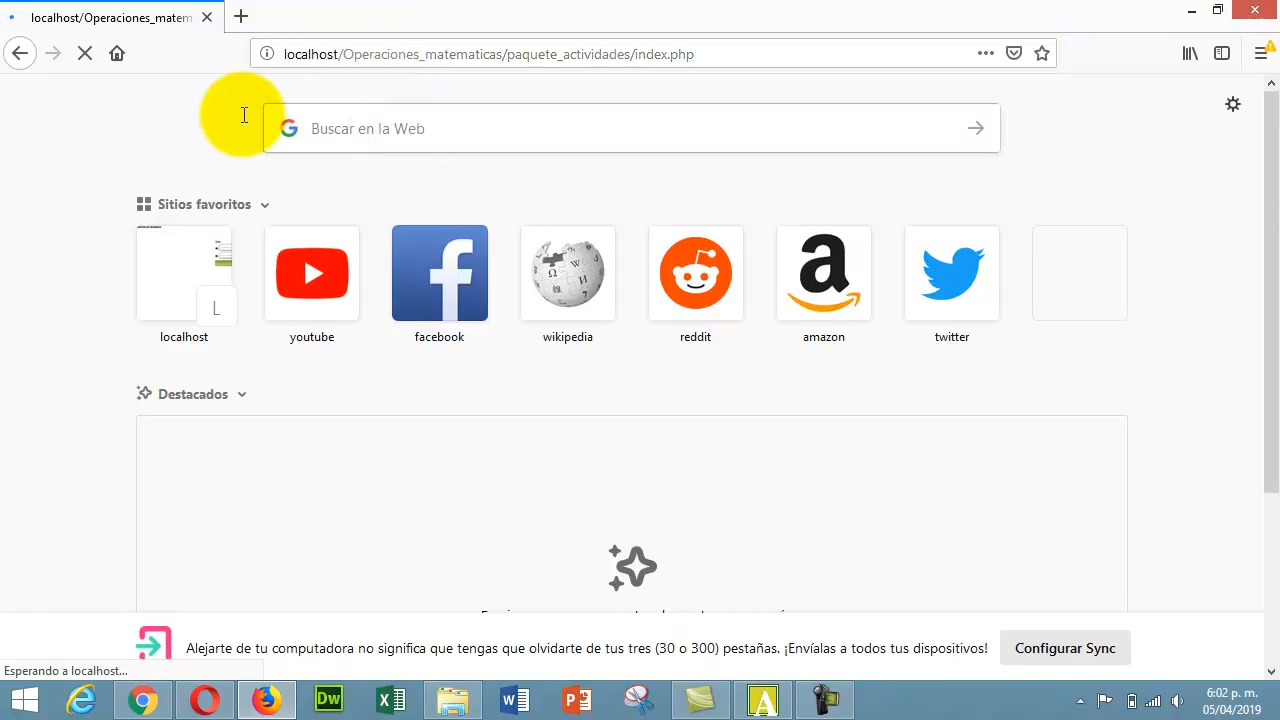 localhost/Operaciones_matem
localhost/Operaciones_matematicas/paquete_actividades/index.php
Buscar en la Web
Sitios favoritos
L
localhost
youtube
facebook
wikipedia
reddit
amazon
twitter
Destacados
Alejarte de tu computadora no significa que tengas que olvidarte de tus tres (30 o 300) pestañas. ¡Envíalas a todos tus dispositivos!
Configurar Sync
Esperando a localhost...
6:02 p. m.
05/04/2019